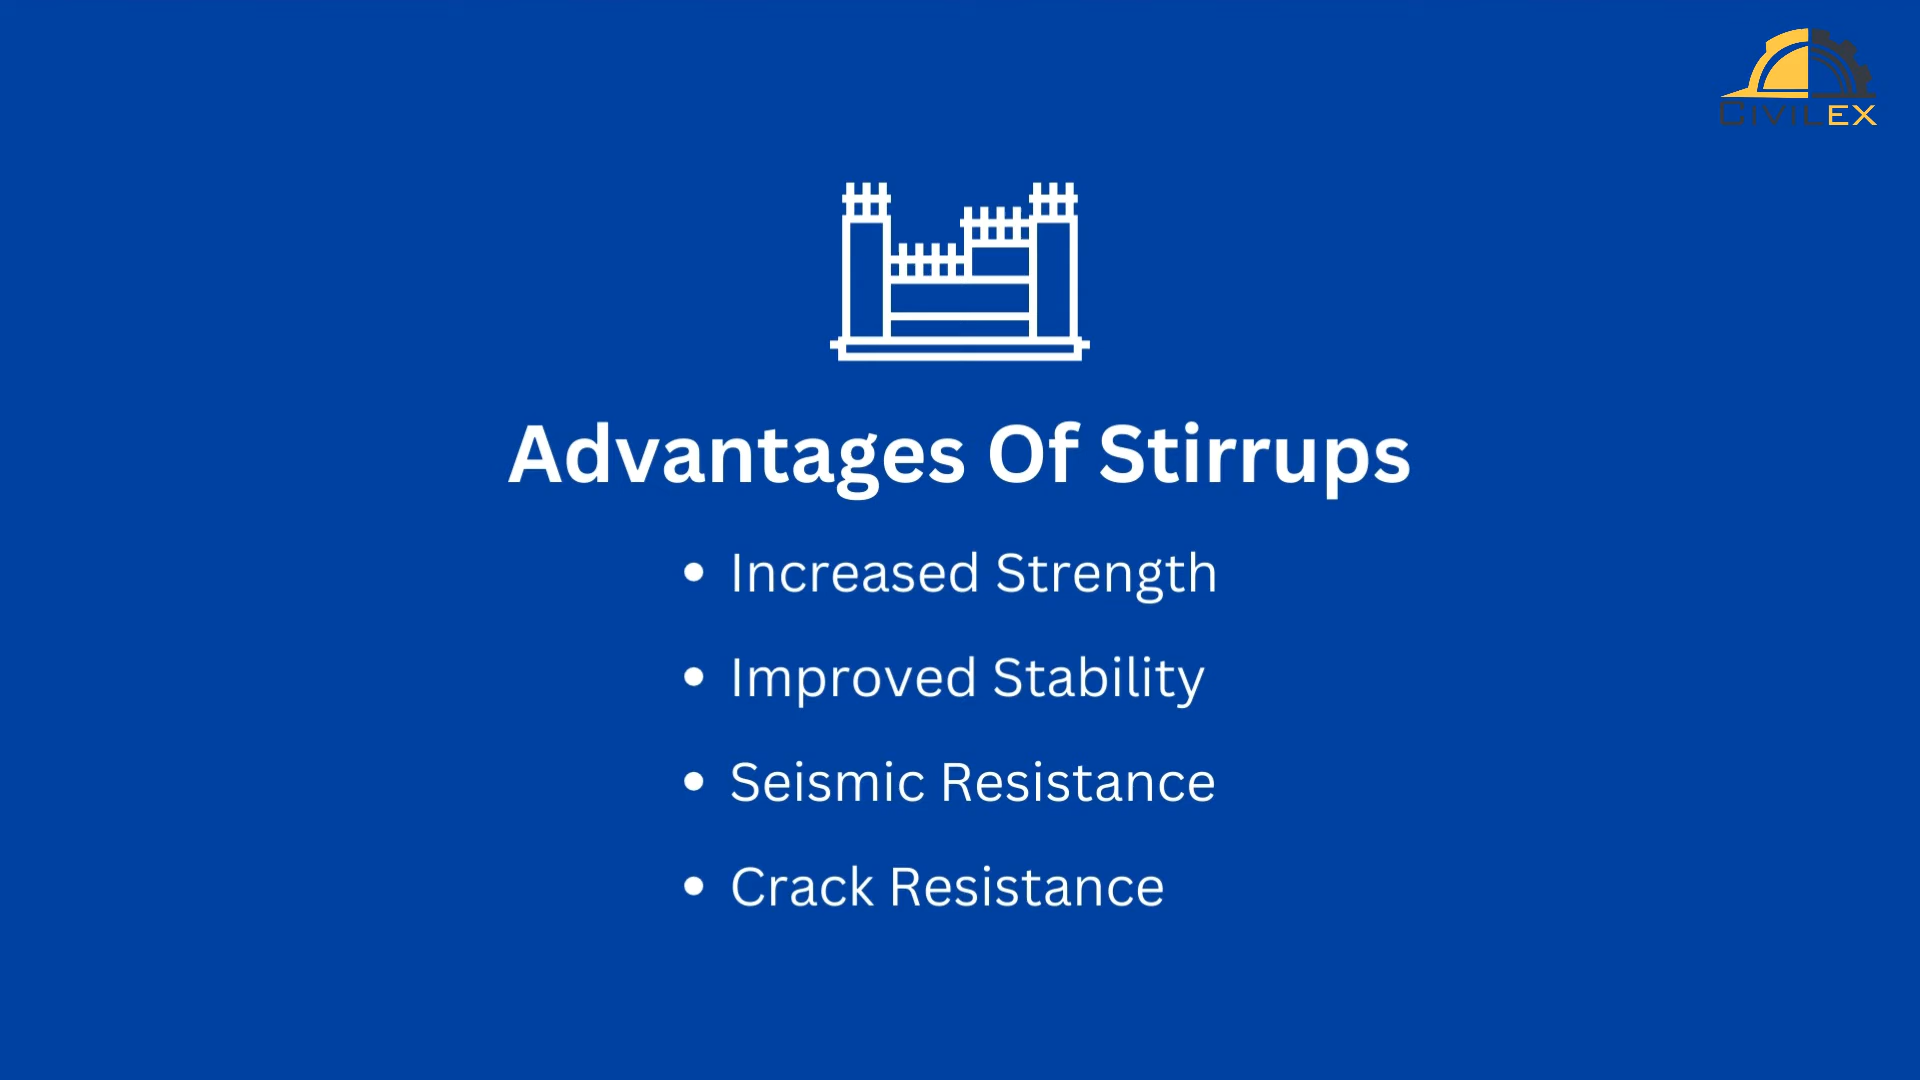 CIVILEX
Advantages Of Stirrups
Increased Strength
Improved Stability
Seismic Resistance
Crack Resistance